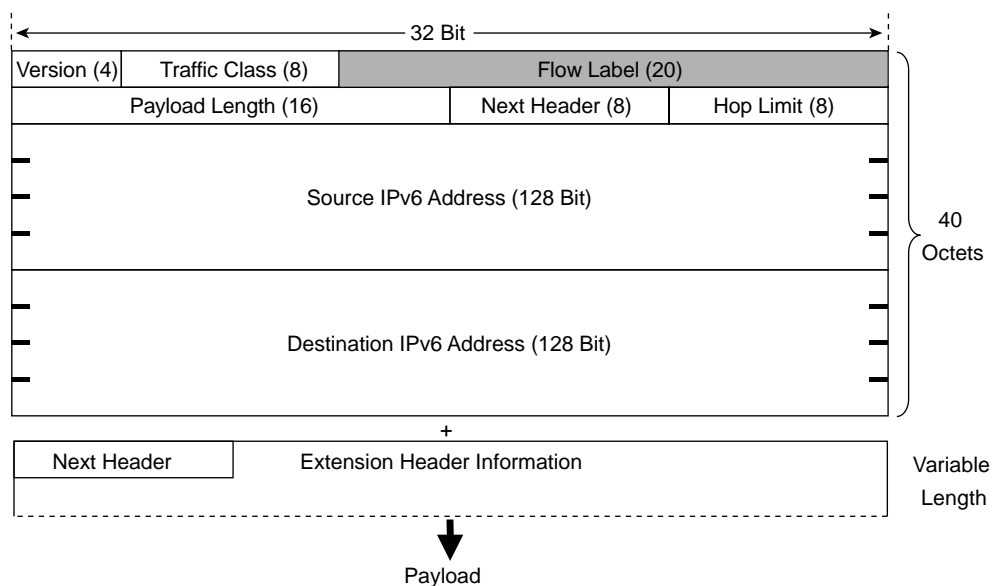 32 Bit
Version (4) Traffic Class (8) Flow Label (20)
Payload Length (16) Next Header (8) Hop Limit (8)
Source IPv6 Address (128 Bit)
40
Octets
Destination IPv6 Address (128 Bit)
+
Next Header Extension Header Information
Variable
Length
Payload